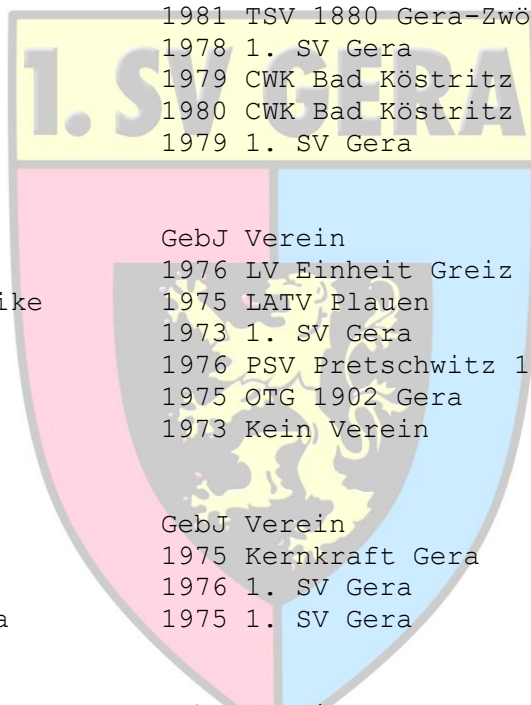 1981 TSV 1880 Gera-Zwö
1978 1. SV Gera
1. SV GERA
1979 CWK Bad Köstritz
1980 CWK Bad Köstritz
1979 1. SV Gera
GebJ Verein
1976 LV Einheit Greiz
ike 1975 LATV Plauen
1973 1. SV Gera
1976 PSV Pretschwitz 1
1975 OTG 1902 Gera
1973 Kein Verein
GebJ Verein
1975 Kernkraft Gera
1976 1. SV Gera
a 1975 1. SV Gera